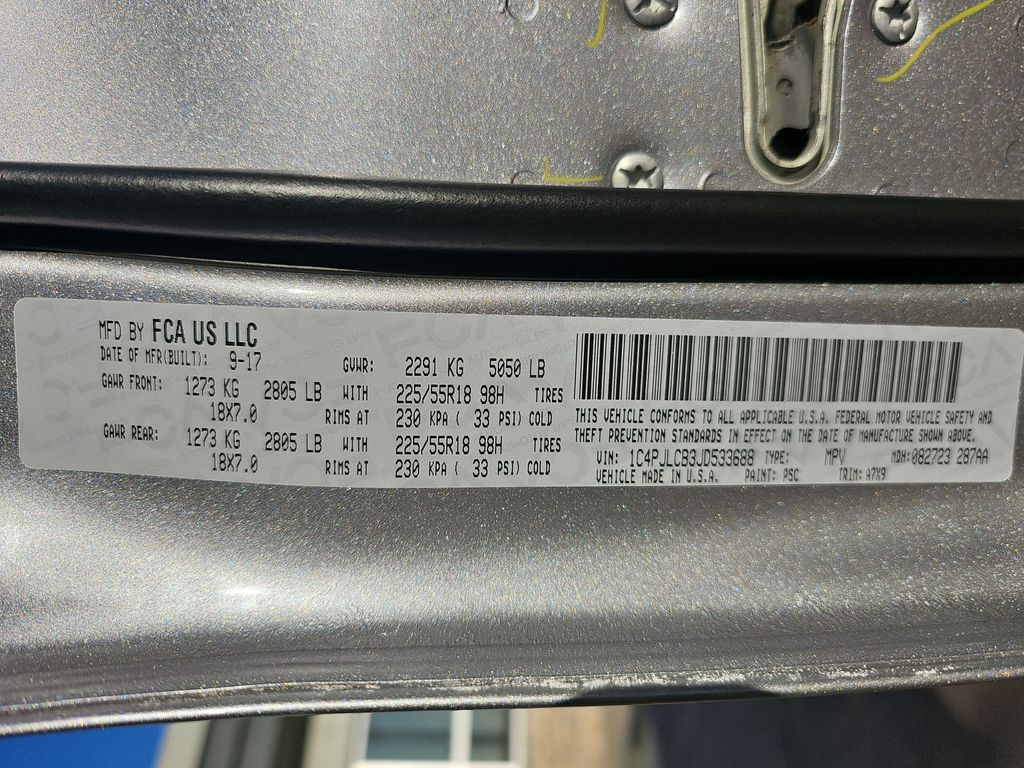 MFD BY FCA US LLC
DATE OF MFR(BUILT): 9-17 GVWR: 2291 KG 5050 LB
GAWR FRONT: 1273 KG 2805 LB WITH 225/55R18 98H TIRES
18X7.0 RIMS AT 230 KPA ( 33 PSI) COLD
GAWR REAR: 1273 KG 2805 LB WITH 225/55R18 98H TIRES
18X7.0 RIMS AT 230 KPA ( 33 PSI) COLD
THIS VEHICLE CONFORMS TO ALL APPLICABLE U.S.A. FEDERAL MOTOR VEHICLE SAFETY AND
THEFT PREVENTION STANDARDS IN EFFECT ON THE DATE OF MANUFACTURE SHOWN ABOVE.
VIN: 1C4PJLCB3JD533688 TYPE: MPV MDH: 082723 287AA
VEHICLE MADE IN U.S.A. PAINT: PSC TRIM: A7X9